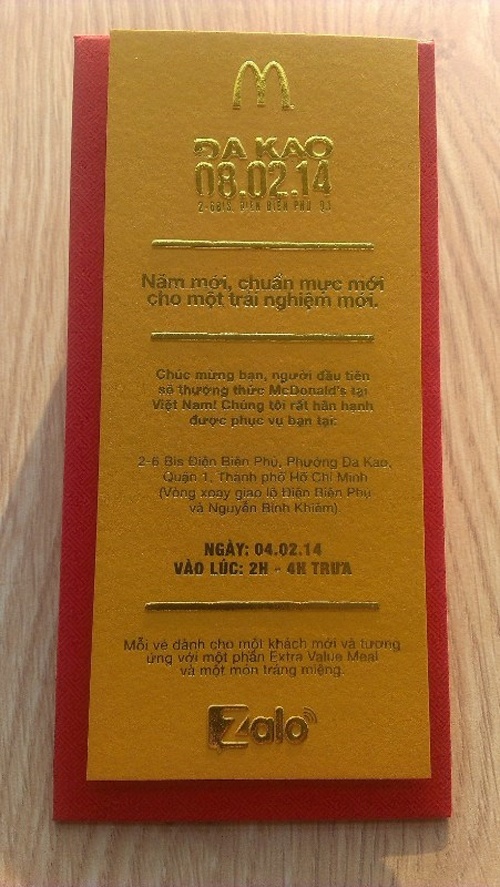 M
ĐA KAO
08.02.14
2-6BIS, ĐIỆN BIÊN PHỦ, Q1
Năm mới, chuẩn mực mới
cho một trải nghiệm mới.
Chúc mừng bạn, người đầu tiên
sẽ thưởng thức McDonald's tại
Việt Nam! Chúng tôi rất hân hạnh
được phục vụ bạn tại:
2-6 Bis Điện Biên Phủ, Phường Đa Kao,
Quận 1, Thành phố Hồ Chí Minh
(Vòng xoay giao lộ Điện Biên Phủ
và Nguyễn Bỉnh Khiêm).
NGÀY: 04.02.14
VÀO LÚC: 2H - 4H TRƯA
Mỗi vé dành cho một khách mời và tương
ứng với một phần Extra Value Meal
và một món tráng miệng.
Zalo